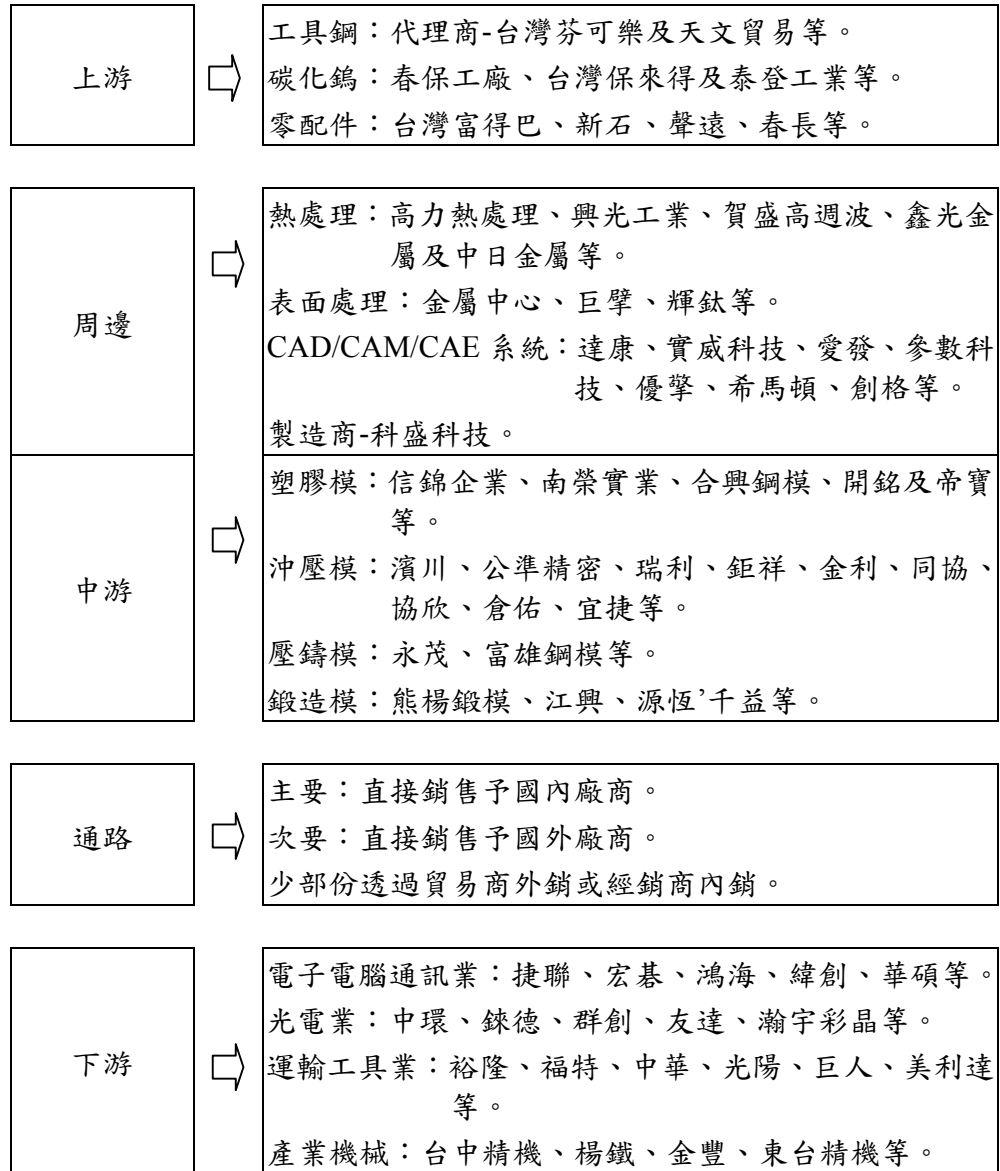 上游
工具鋼：代理商-台灣芬可樂及天文貿易等。
碳化鎢：春保工廠、台灣保來得及泰登工業等。
零配件：台灣富得巴、新石、聲遠、春長等。
周邊
熱處理：高力熱處理、興光工業、賀盛高週波、鑫光金
屬及中日金屬等。
表面處理：金屬中心、巨擘、輝鈦等。
CAD/CAM/CAE 系統：達康、實威科技、愛發、參數科
技、優擎、希馬頓、創格等。
製造商-科盛科技。
中游
塑膠模：信錦企業、南榮實業、合興鋼模、開銘及帝寶
等。
沖壓模：濱川、公準精密、瑞利、鉅祥、金利、同協、
協欣、倉佑、宜捷等。
壓鑄模：永茂、富雄鋼模等。
鍛造模：熊楊鍛模、江興、源恆’千益等。
通路
主要：直接銷售予國內廠商。
次要：直接銷售予國外廠商。
少部份透過貿易商外銷或經銷商內銷。
下游
電子電腦通訊業：捷聯、宏碁、鴻海、緯創、華碩等。
光電業：中環、錸德、群創、友達、瀚宇彩晶等。
運輸工具業：裕隆、福特、中華、光陽、巨人、美利達
等。
產業機械：台中精機、楊鐵、金豐、東台精機等。